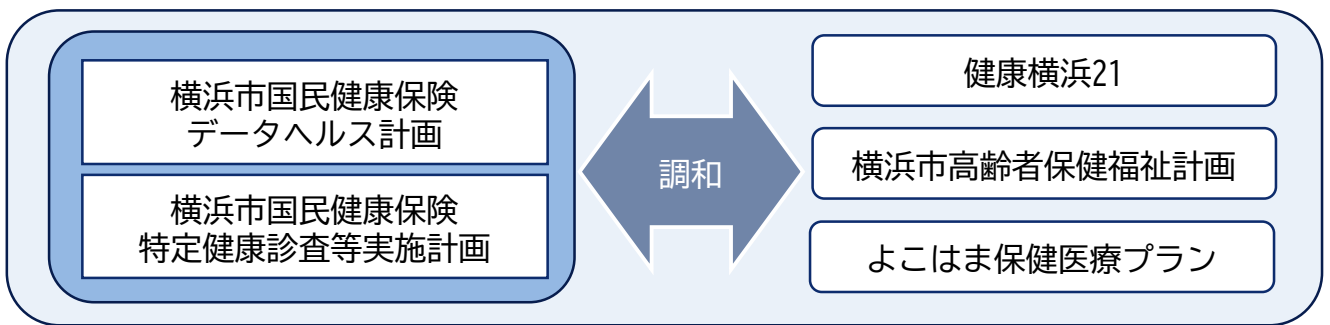 横浜市国民健康保険
データヘルス計画
横浜市国民健康保険
特定健康診査等実施計画
調和
健康横浜21
横浜市高齢者保健福祉計画
よこはま保健医療プラン